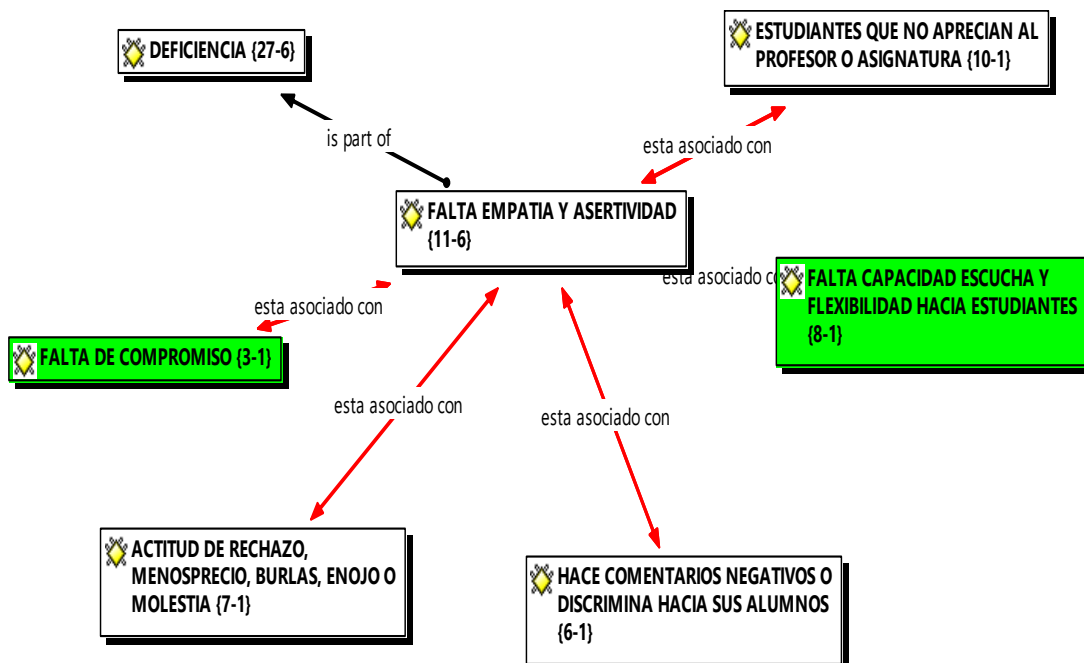 DEFICIENCIA {27-6}
ESTUDIANTES QUE NO APRECIAN AL
PROFESOR O ASIGNATURA {10-1}
is part of
esta asociado con
FALTA EMPATIA Y ASERTIVIDAD
{11-6}
esta asociado co
FALTA CAPACIDAD ESCUCHA Y
FLEXIBILIDAD HACIA ESTUDIANTES
{8-1}
esta asociado con
FALTA DE COMPROMISO {3-1}
esta asociado con
esta asociado con
ACTITUD DE RECHAZO,
MENOSPRECIO, BURLAS, ENOJO O
MOLESTIA {7-1}
HACE COMENTARIOS NEGATIVOS O
DISCRIMINA HACIA SUS ALUMNOS
{6-1}